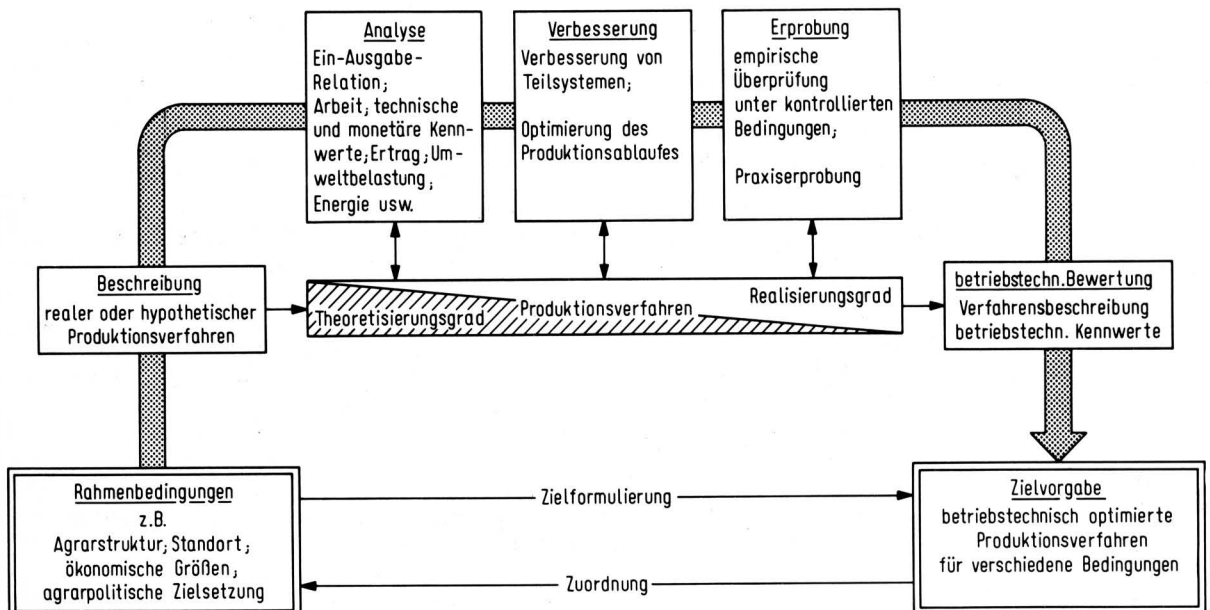 Analyse
Ein-Ausgabe-
Relation;
Arbeit; technische
und monetäre Kenn-
werte; Ertrag; Um-
weltbelastung;
Energie usw.
Verbesserung
Verbesserung von
Teilsystemen;
Optimierung des
Produktionsablaufes
Erprobung
empirische
Überprüfung
unter kontrollierten
Bedingungen;
Praxiserprobung
Beschreibung
realer oder hypothetischer
Produktionsverfahren
Theoretisierungsgrad
Produktionsverfahren
Realisierungsgrad
betriebstechn. Bewertung
Verfahrensbeschreibung
betriebstechn. Kennwerte
Rahmenbedingungen
z.B.
Agrarstruktur; Standort;
ökonomische Größen;
agrarpolitische Zielsetzung
Zielformulierung
Zuordnung
Zielvorgabe
betriebstechnisch optimierte
Produktionsverfahren
für verschiedene Bedingungen